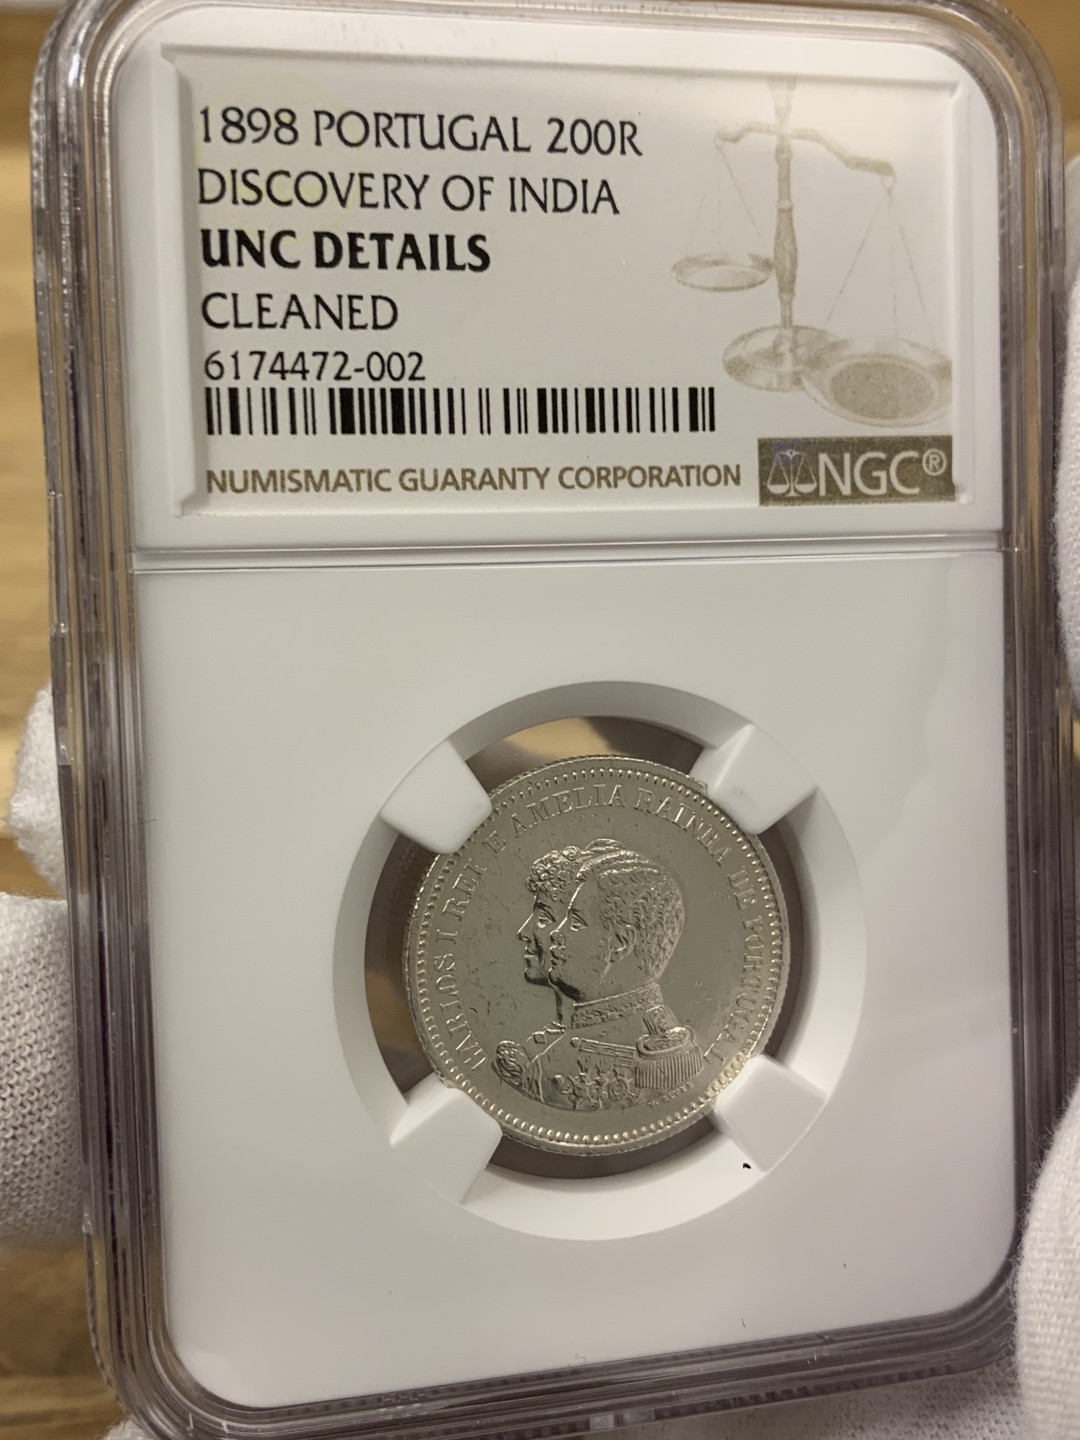 1898 PORTUGAL 200R
DISCOVERY OF INDIA
UNC DETAILS
CLEANED
6174472-002
NUMISMATIC GUARANTY CORPORATION
NGC®
CARLOS I REI E AMELIA RAINHA DE PORTUGAL